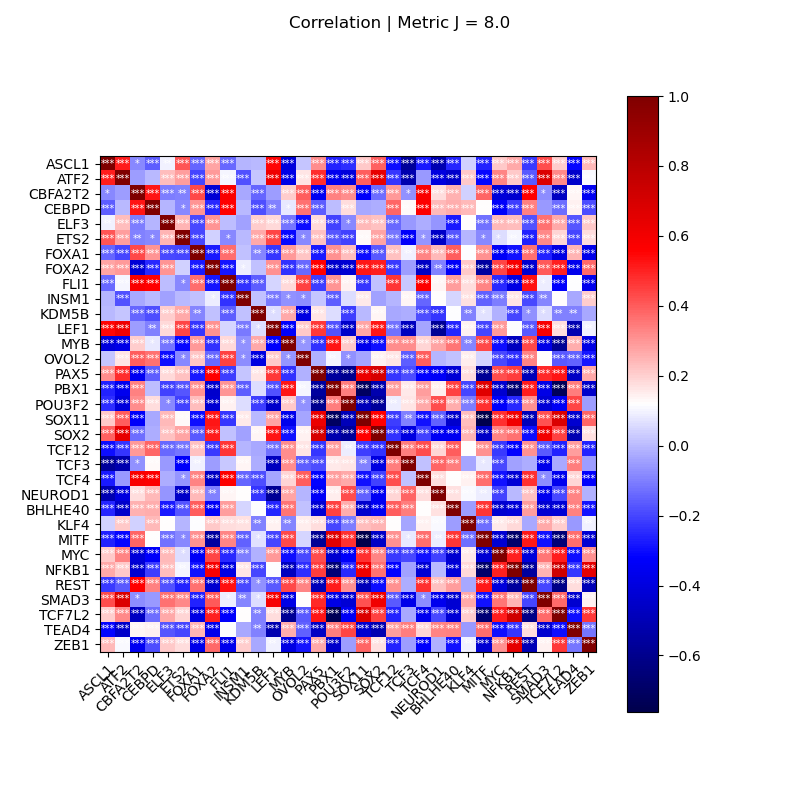 Correlation | Metric J = 8.0
ASCL1
ATF2
CBFA2T2
CEBPD
ELF3
ETS2
FOXA1
FOXA2
FLI1
INSM1
KDM5B
LEF1
MYB
OVOL2
PAX5
PBX1
POU3F2
SOX11
SOX2
TCF12
TCF3
TCF4
NEUROD1
BHLHE40
KLF4
MITF
MYC
NFKB1
REST
SMAD3
TCF7L2
TEAD4
ZEB1
ASCL1
ATF2
CBFA2T2
CEBPD
ELF3
ETS2
FOXA1
FOXA2
FLI1
INSM1
KDM5B
LEF1
MYB
OVOL2
PAX5
PBX1
POU3F2
SOX11
SOX2
TCF12
TCF3
TCF4
NEUROD1
BHLHE40
KLF4
MITF
MYC
NFKB1
REST
SMAD3
TCF7L2
TEAD4
ZEB1
1.0
0.8
0.6
0.4
0.2
0.0
−0.2
−0.4
−0.6